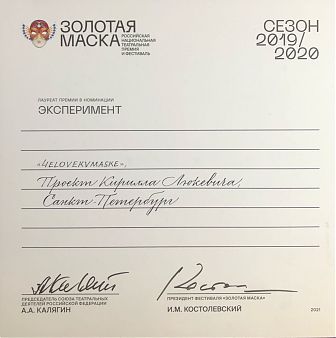 ЗОЛОТАЯ
МАСКА
РОССИЙСКАЯ
НАЦИОНАЛЬНАЯ
ТЕАТРАЛЬНАЯ
ПРЕМИЯ
И ФЕСТИВАЛЬ
СЕЗОН
2019/
2020
ЛАУРЕАТ ПРЕМИИ В НОМИНАЦИИ
ЭКСПЕРИМЕНТ
«ЧELOVEKVMASKE»,
Проект Кирилла Люкевича,
Санкт-Петербург
ПРЕДСЕДАТЕЛЬ СОЮЗА ТЕАТРАЛЬНЫХ
ДЕЯТЕЛЕЙ РОССИЙСКОЙ ФЕДЕРАЦИИ
А.А. КАЛЯГИН
ПРЕЗИДЕНТ ФЕСТИВАЛЯ «ЗОЛОТАЯ МАСКА»
И.М. КОСТОЛЕВСКИЙ
2021